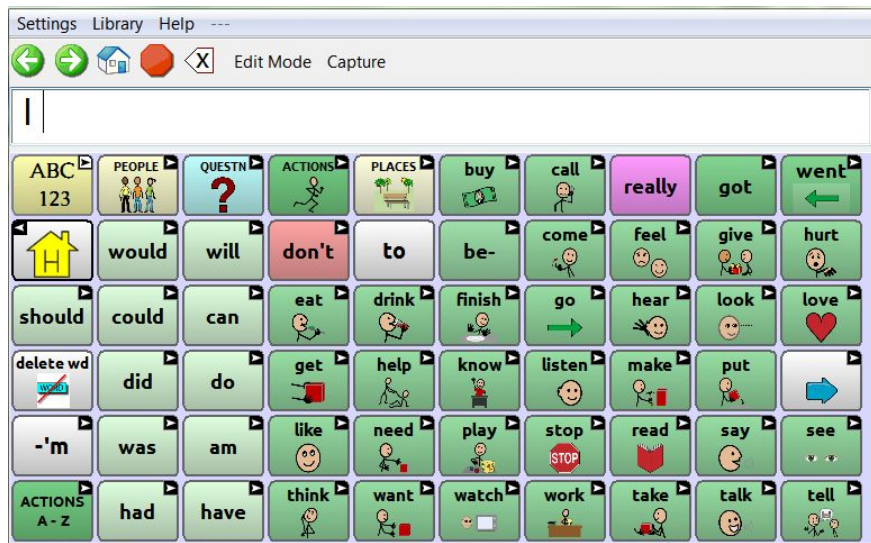 Settings Library Help ---
X Edit Mode Capture
ABC 123 PEOPLE QUESTN ? ACTIONS PLACES buy call really got went
H would will don't to be- come feel give hurt
should could can eat drink finish go hear look love
delete wd WORD did do get help know listen make put
-'m was am like need play stop STOP read say see
ACTIONS A - Z had have think want watch work take talk tell